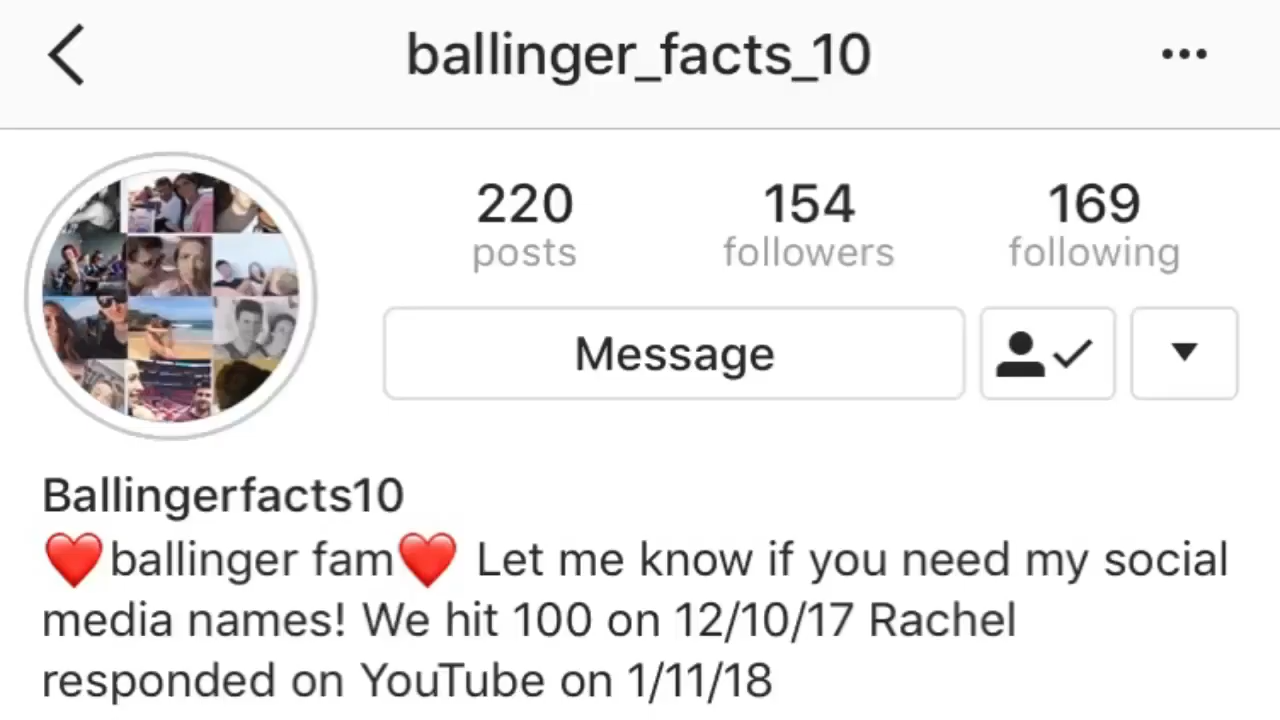 ballinger_facts_10
220 154 169
posts followers following
Message
Ballingerfacts10
❤️ballinger fam❤️ Let me know if you need my social
media names! We hit 100 on 12/10/17 Rachel
responded on YouTube on 1/11/18